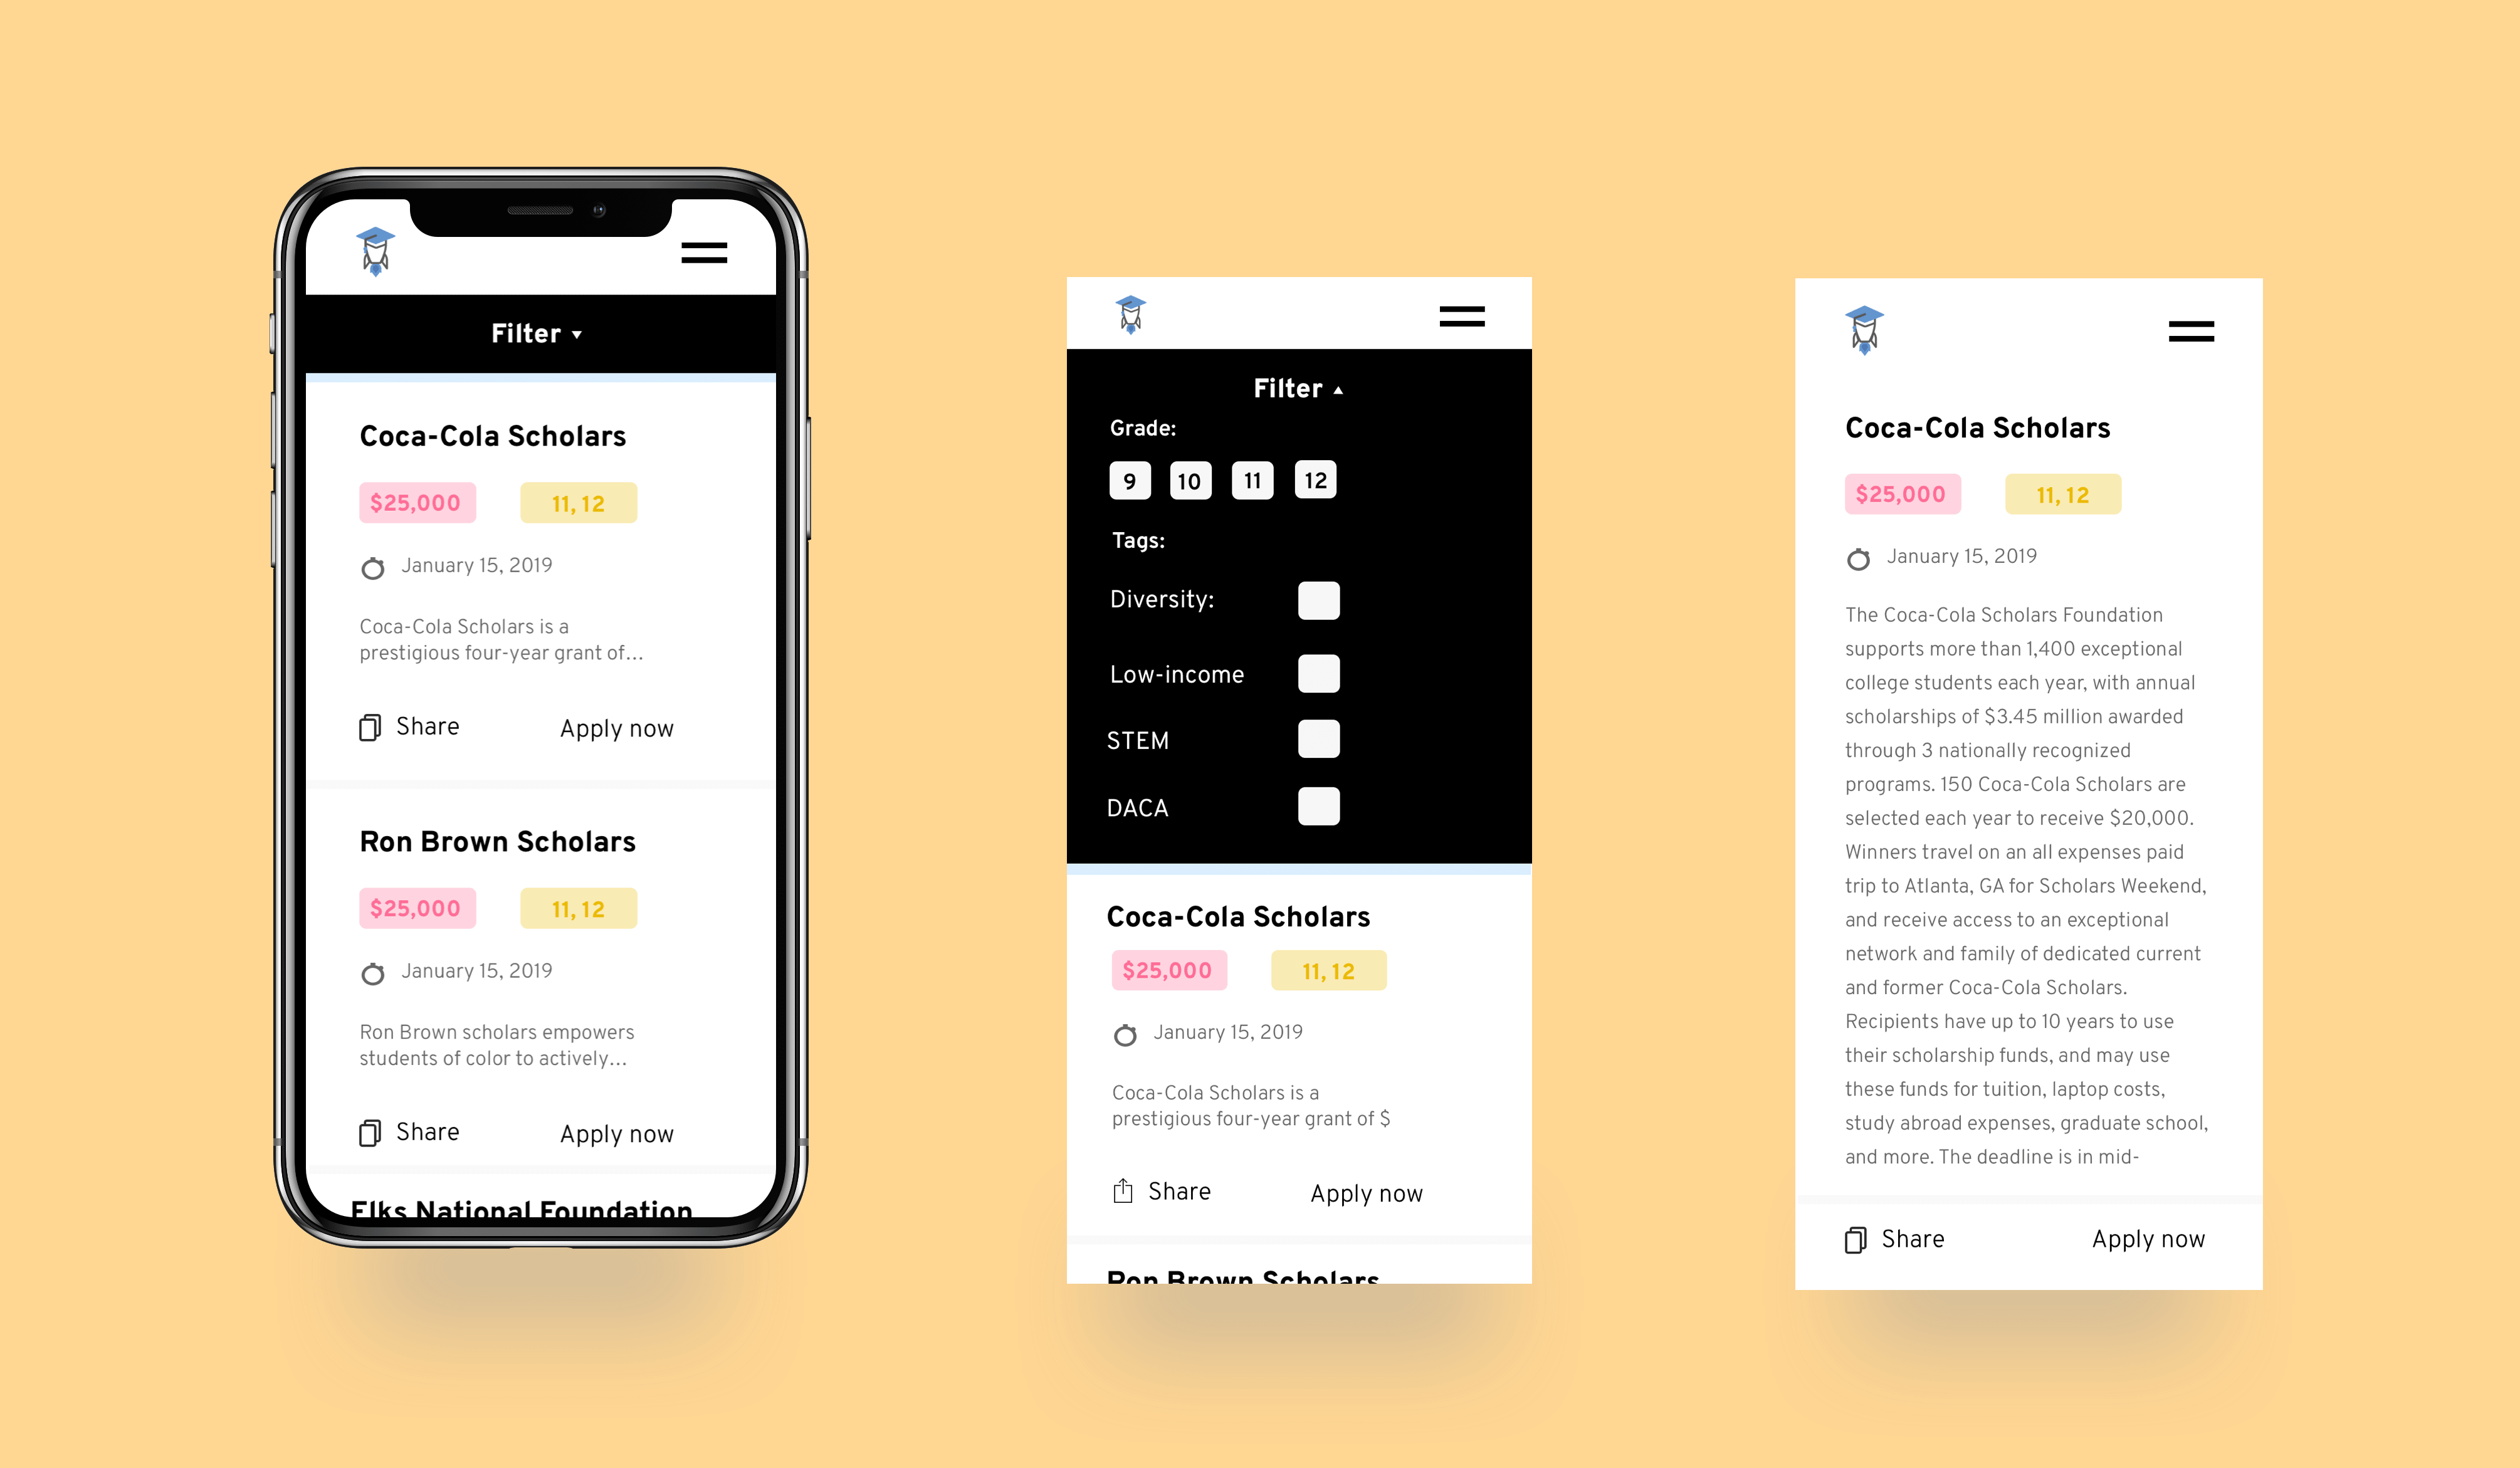 Filter
Coca-Cola Scholars
$25,000
11, 12
January 15, 2019
Coca-Cola Scholars is a
prestigious four-year grant of...
Share
Apply now
Ron Brown Scholars
$25,000
11, 12
January 15, 2019
Ron Brown scholars empowers
students of color to actively...
Share
Apply now
Elks National Foundation
Filter
Grade:
9 10 11 12
Tags:
Diversity:
Low-income
STEM
DACA
Coca-Cola Scholars
$25,000
11, 12
January 15, 2019
Coca-Cola Scholars is a
prestigious four-year grant of $
Share
Apply now
Ron Brown Scholars
Coca-Cola Scholars
$25,000
11, 12
January 15, 2019
The Coca-Cola Scholars Foundation
supports more than 1,400 exceptional
college students each year, with annual
scholarships of $3.45 million awarded
through 3 nationally recognized
programs. 150 Coca-Cola Scholars are
selected each year to receive $20,000.
Winners travel on an all expenses paid
trip to Atlanta, GA for Scholars Weekend,
and receive access to an exceptional
network and family of dedicated current
and former Coca-Cola Scholars.
Recipients have up to 10 years to use
their scholarship funds, and may use
these funds for tuition, laptop costs,
study abroad expenses, graduate school,
and more. The deadline is in mid-
Share
Apply now